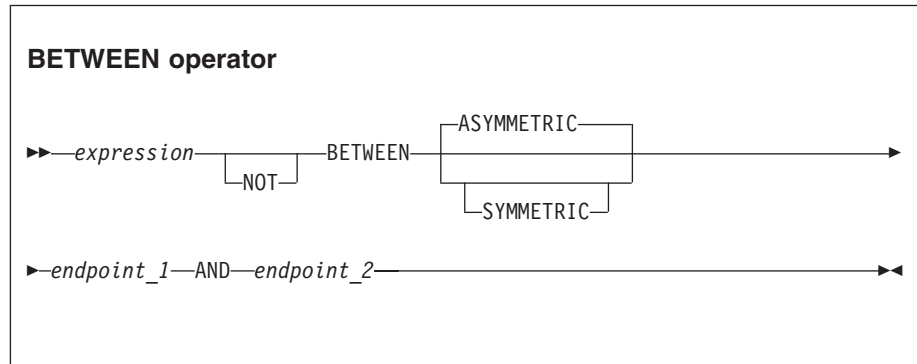 BETWEEN operator
ASYMMETRIC
expression NOT BETWEEN
SYMMETRIC
endpoint_1 AND endpoint_2